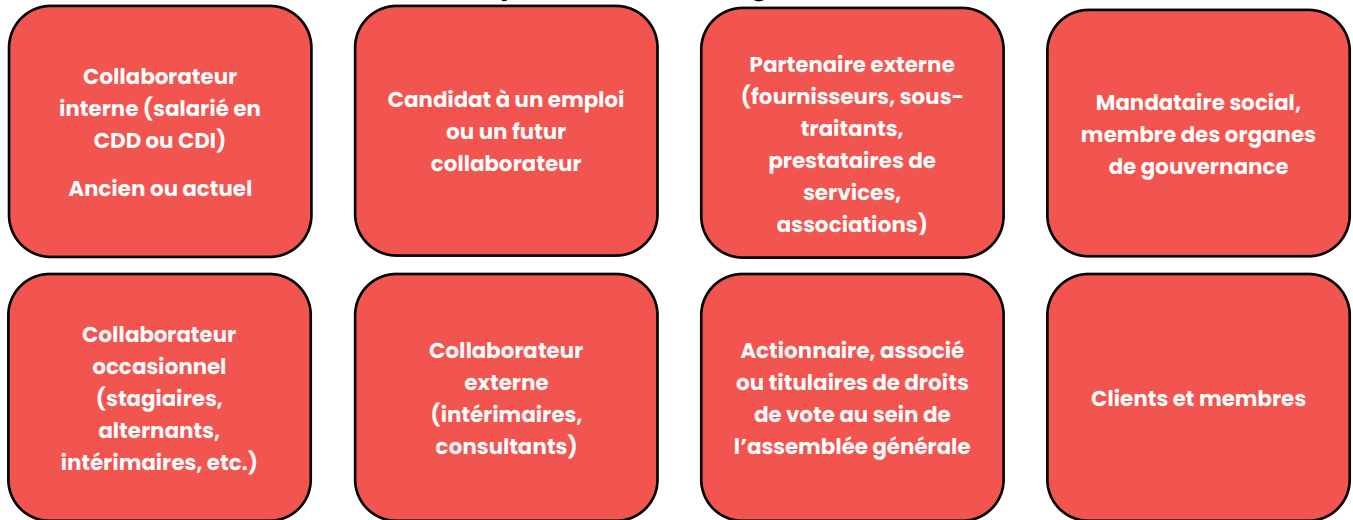 Collaborateur
interne (salarié en
CDD ou CDI)
Ancien ou actuel
Candidat à un emploi
ou un futur
collaborateur
Partenaire externe
(fournisseurs, sous-
traitants,
prestataires de
services,
associations)
Mandataire social,
membre des organes
de gouvernance
Collaborateur
occasionnel
(stagiaires,
alternants,
intérimaires, etc.)
Collaborateur
externe
(intérimaires,
consultants)
Actionnaire, associé
ou titulaires de droits
de vote au sein de
l'assemblée générale
Clients et membres